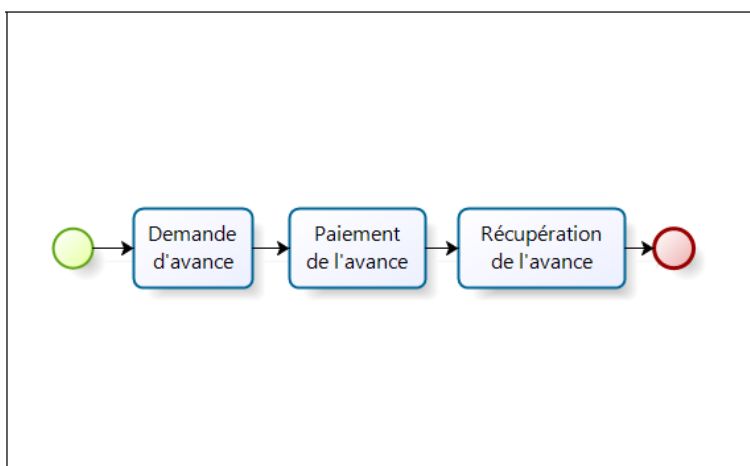 Demande
d'avance
Paiement
de l'avance
Récupération
de l'avance